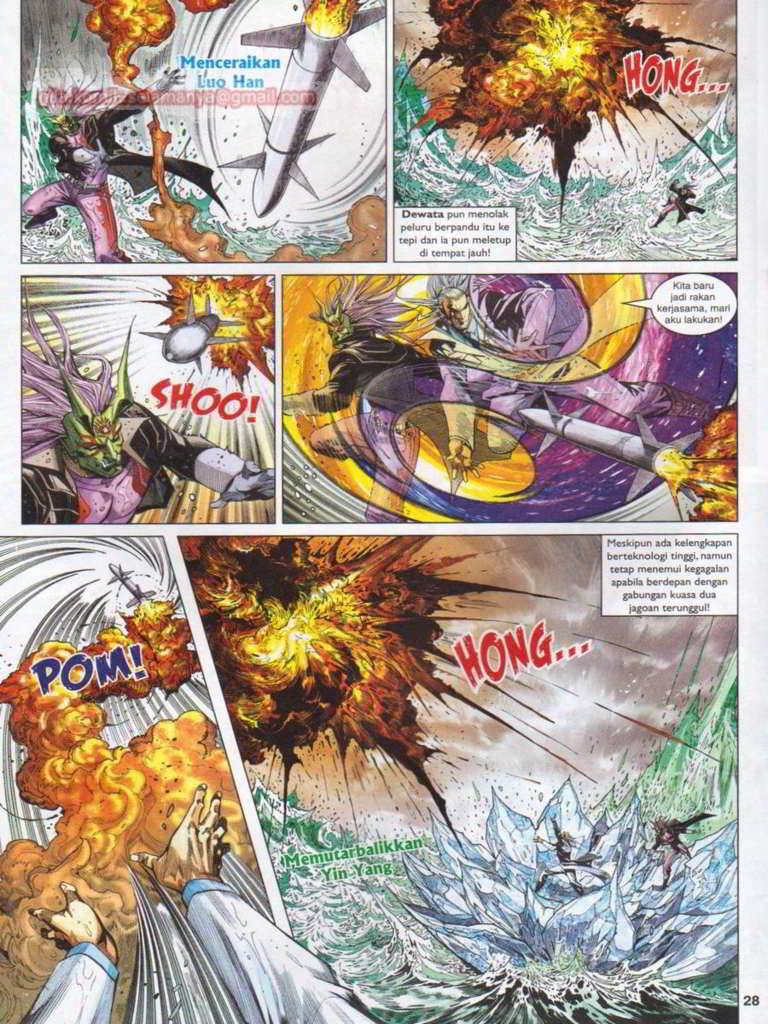 Menceraikan
Luo Han
HONG...
Dewata pun menolak
peluru berpandu itu ke
tepi dan ia pun meletup
di tempat jauh!
SHOO!
Kita baru
jadi rakan
kerjasama, mari
aku lakukan!
POM!
Meskipun ada kelengkapan
berteknologi tinggi, namun
tetap menemui kegagalan
apabila berdepan dengan
gabungan kuasa dua
jagoan terunggul!
HONG...
Memutarbalikkan
Yin Yang
28